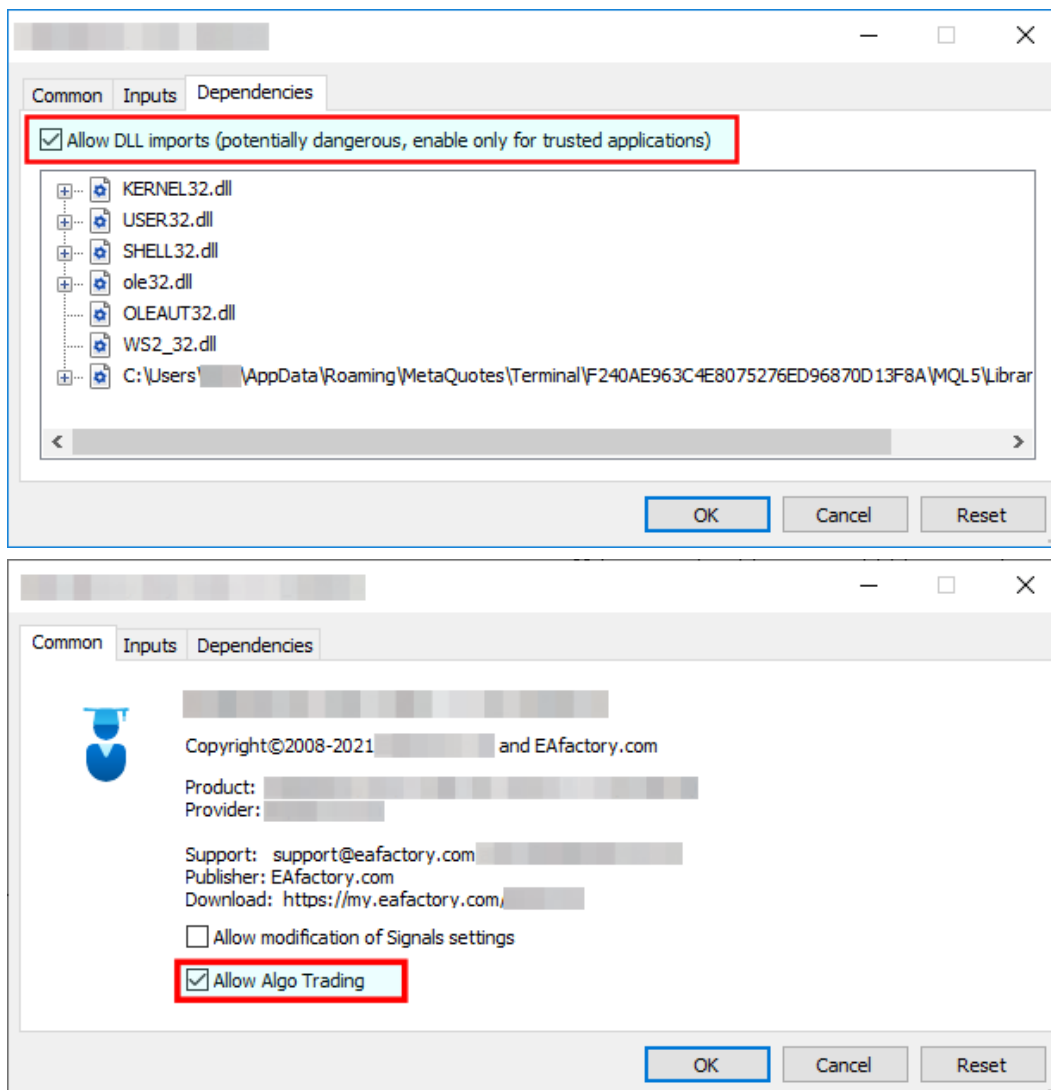 Common Inputs Dependencies
Allow DLL imports (potentially dangerous, enable only for trusted applications)
KERNEL32.dll
USER32.dll
SHELL32.dll
ole32.dll
OLEAUT32.dll
WS2_32.dll
C:\Users\ \AppData\Roaming\MetaQuotes\Terminal\F240AE963C4E8075276ED96870D13F8A\MQL5\Librar
OK Cancel Reset
Common Inputs Dependencies
Copyright©2008-2021 and EAfactory.com
Product:
Provider:
Support: support@eafactory.com
Publisher: EAfactory.com
Download: https://my.eafactory.com/
Allow modification of Signals settings
Allow Algo Trading
OK Cancel Reset